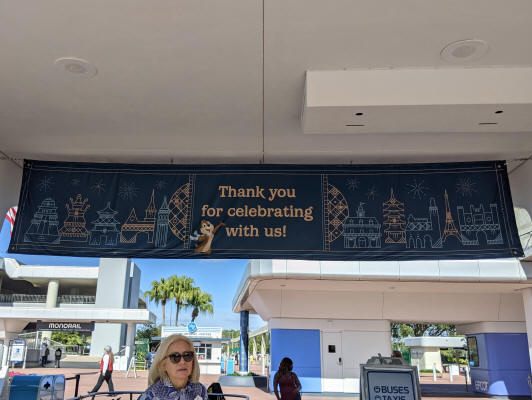 Thank you
for celebrating
with us!
MONORAIL
BUSES
TAXIS